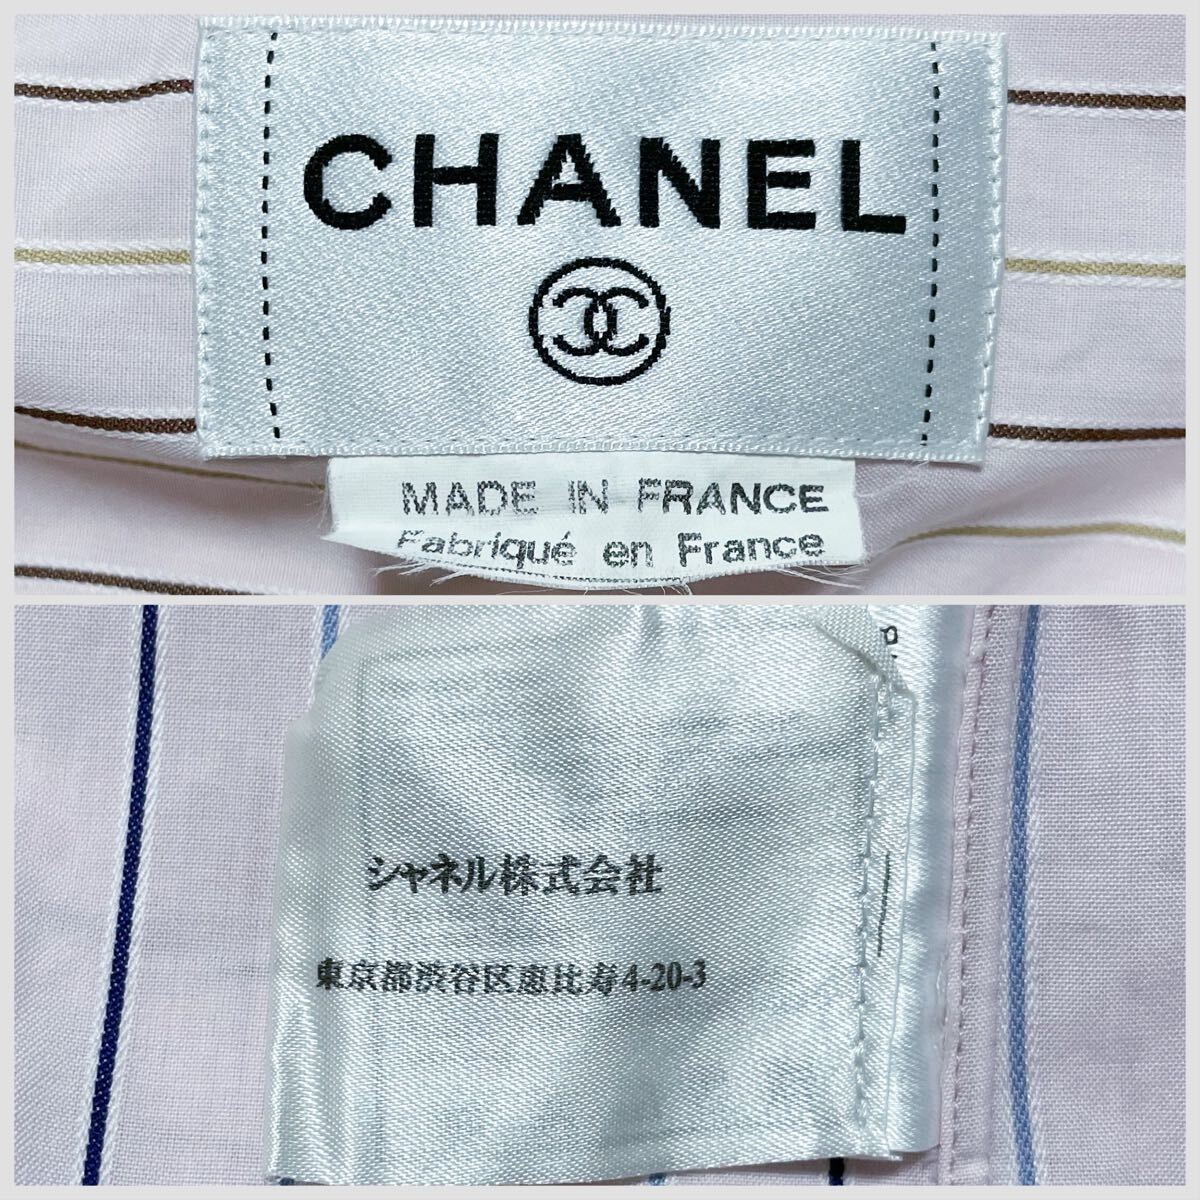 CHANEL
MADE IN FRANCE
Fabriqué en France
シャネル株式会社
東京都渋谷区恵比寿4-20-3